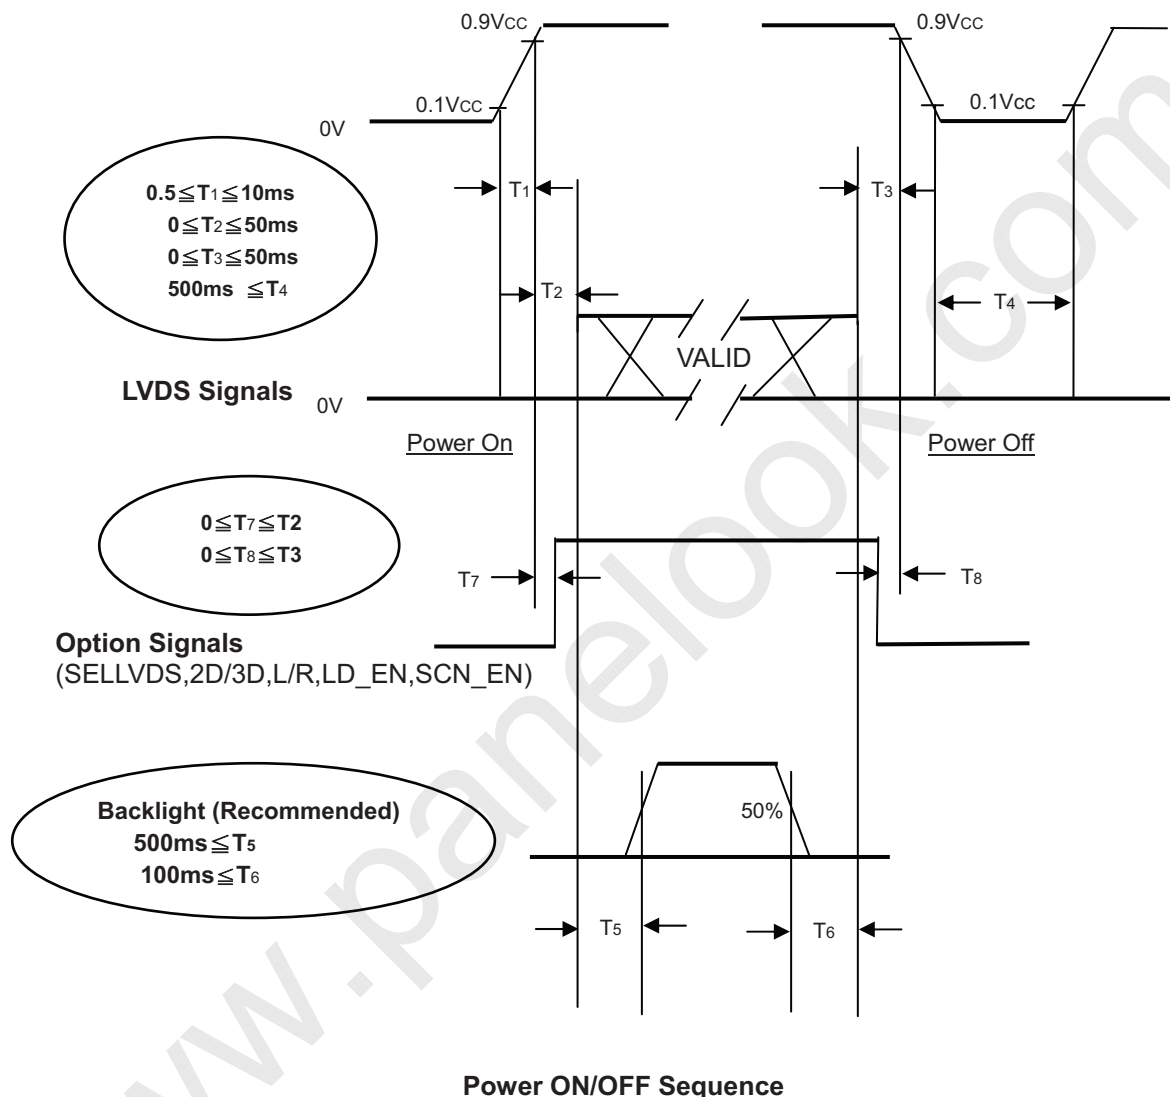 0.9Vcc 0.9Vcc
0.1Vcc 0.1Vcc
0V
0.5≦T1≦10ms
0≦T2≦50ms
0≦T3≦50ms
500ms ≦T4
T1 T3
T2 T4
VALID
LVDS Signals
0V
Power On Power Off
0≦T7≦T2
0≦T8≦T3
T7 T8
Option Signals
(SELLVDS,2D/3D,L/R,LD_EN,SCN_EN)
Backlight (Recommended)
500ms≦T5
100ms≦T6
50%
T5 T6
Power ON/OFF Sequence
www.panelook.com